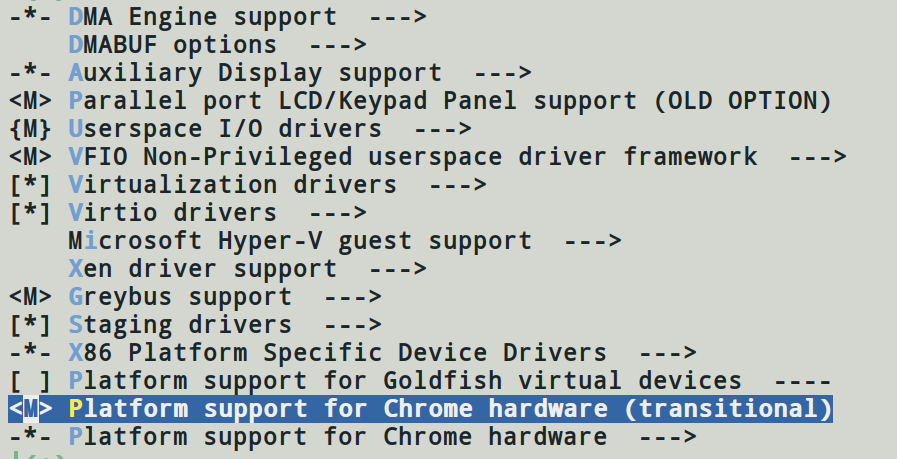 -*- DMA Engine support  --->
    DMABUF options  --->
-*- Auxiliary Display support  --->
<M> Parallel port LCD/Keypad Panel support (OLD OPTION)
{M} Userspace I/O drivers  --->
<M> VFIO Non-Privileged userspace driver framework  --->
[*] Virtualization drivers  --->
[*] Virtio drivers  --->
    Microsoft Hyper-V guest support  --->
    Xen driver support  --->
<M> Greybus support  --->
[*] Staging drivers  --->
-*- X86 Platform Specific Device Drivers  --->
[ ] Platform support for Goldfish virtual devices  ----
<M> Platform support for Chrome hardware (transitional)
-*- Platform support for Chrome hardware  --->